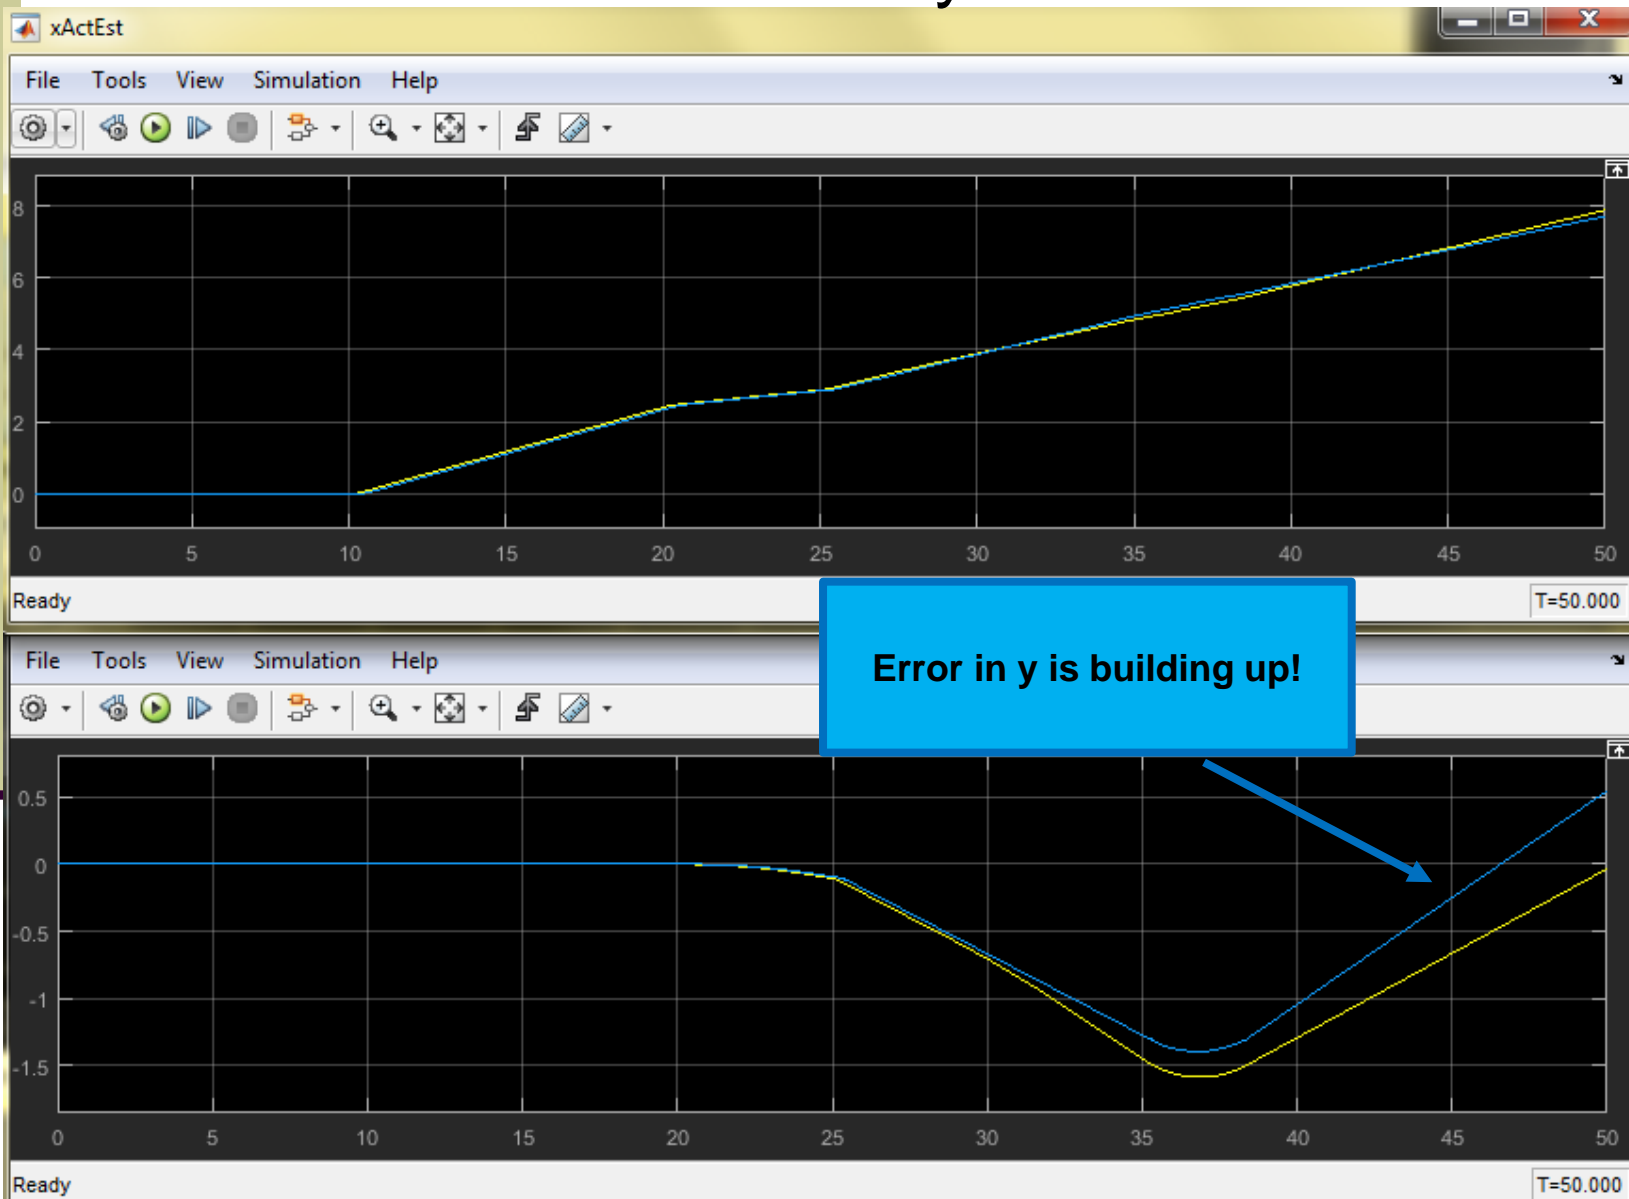 y
xActEst
File Tools View Simulation Help
8
6
4
2
0
0 5 10 15 20 25 30 35 40 45 50
Ready T=50.000
File Tools View Simulation Help
Error in y is building up!
0.5
0
-0.5
-1
-1.5
0 5 10 15 20 25 30 35 40 45 50
Ready T=50.000